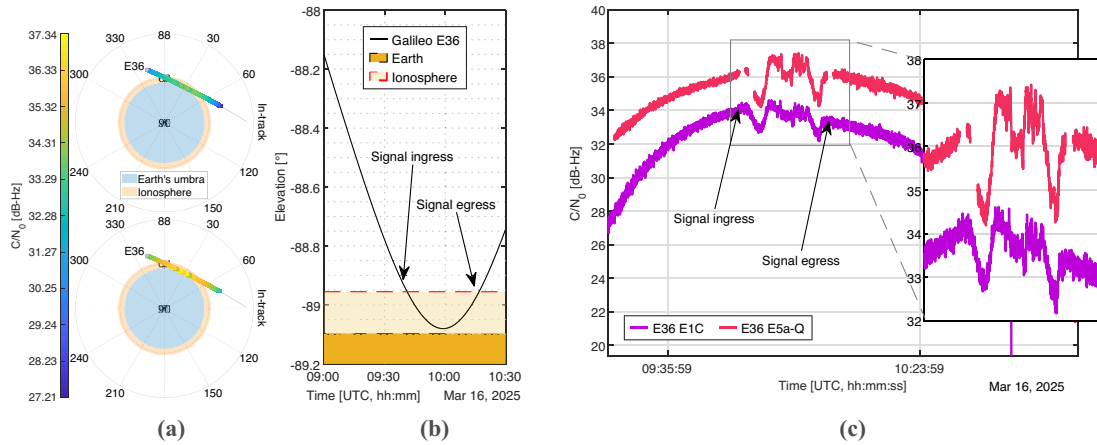 37.34
36.33
35.32
34.31
33.29
32.28
31.27
30.25
29.24
28.23
27.21
C/N0 [dB·Hz]
330
88
30
300
60
E36
In-track
240
120
Earth's umbra
Ionosphere
210
88
150
330
30
300
60
E36
In-track
240
120
210
150
(a)
-88
-88.2
-88.4
-88.6
-88.8
-89
-89.2
Elevation [°]
Galileo E36
Earth
Ionosphere
Signal ingress
Signal egress
09:00
09:30
10:00
10:30
Time [UTC, hh:mm]
Mar 16, 2025
(b)
40
38
36
34
32
30
28
26
24
22
20
C/N0 [dB·Hz]
Signal ingress
Signal egress
E36 E1C
E36 E5a-Q
38
37
36
35
34
33
32
09:35:59
10:23:59
Time [UTC, hh:mm:ss]
Mar 16, 2025
(c)